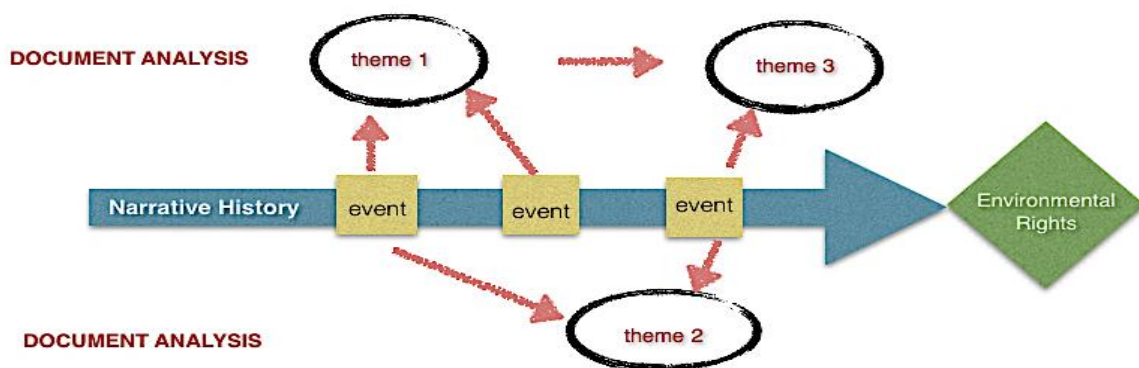 DOCUMENT ANALYSIS
theme 1
theme 3
Narrative History
event
event
event
Environmental
Rights
theme 2
DOCUMENT ANALYSIS